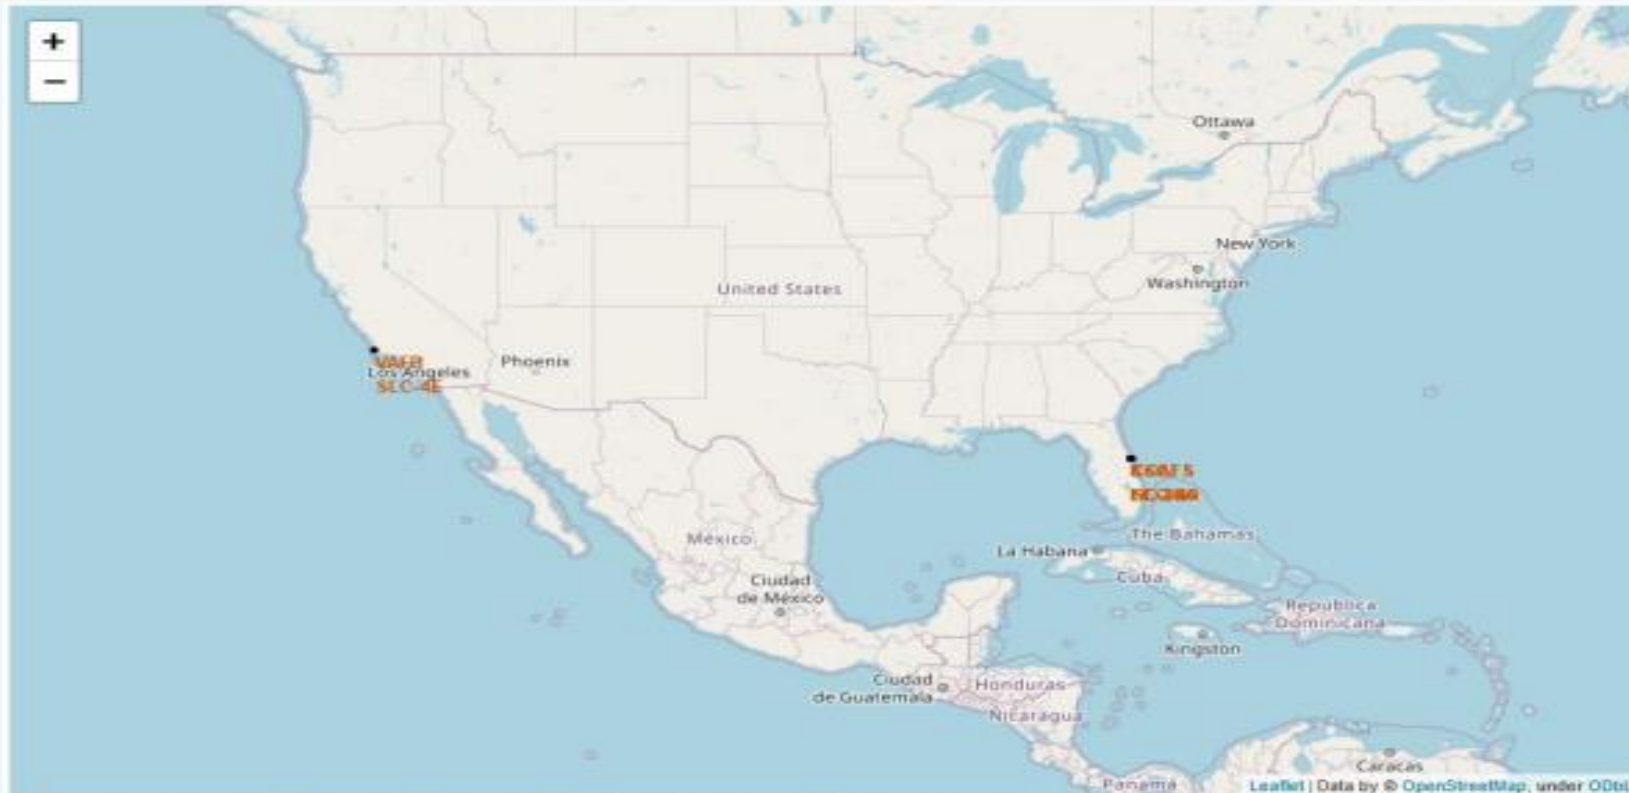 +
−
Ottawa
New York
Washington
United States
VAFB
Los Angeles
SLC-4E
Phoenix
The Bahamas
México
La Habana
Cuba
Ciudad
de México
República
Dominicana
Kingston
Ciudad
de Guatemala
Honduras
Nicaragua
Caracas
Panamá
Leaflet | Data by © OpenStreetMap, under ODbL